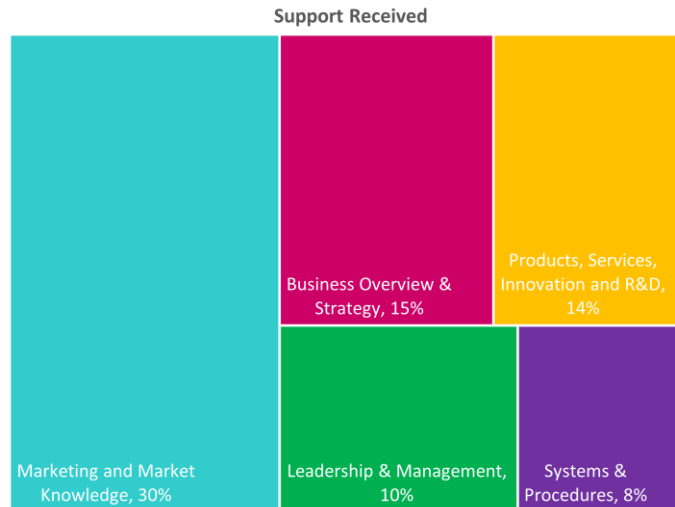 Support Received
Marketing and Market
Knowledge, 30%
Business Overview &
Strategy, 15%
Products, Services,
Innovation and R&D,
14%
Leadership & Management,
10%
Systems &
Procedures, 8%